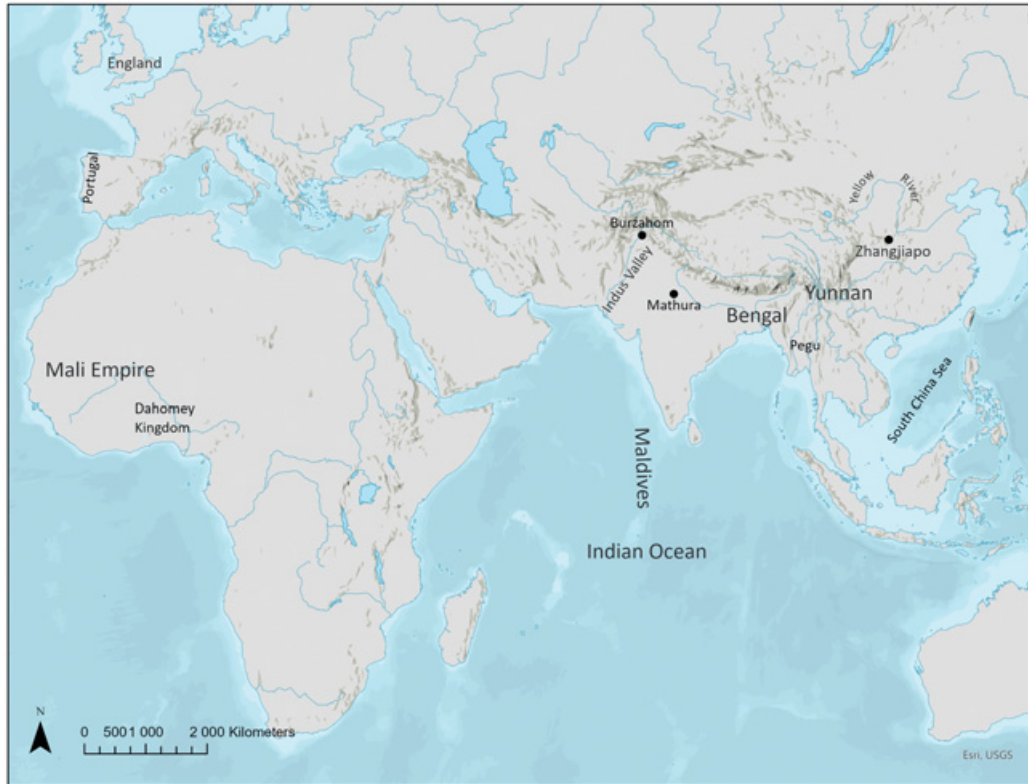 England
Portugal
Yellow
River
Burzahom
Zhangjiapo
Indus Valley
Mathura
Yunnan
Bengal
Pegu
Mali Empire
Dahomey
Kingdom
South China Sea
Maldives
Indian Ocean
N
0 5001 000 2 000 Kilometers
Esri, USGS